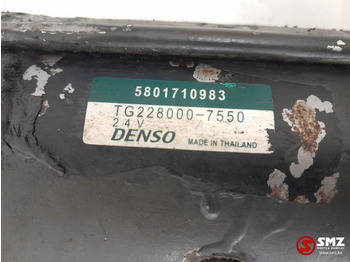 5801710983
TG228000-7550
24V
DENSO
MADE IN THAILAND
SMZ